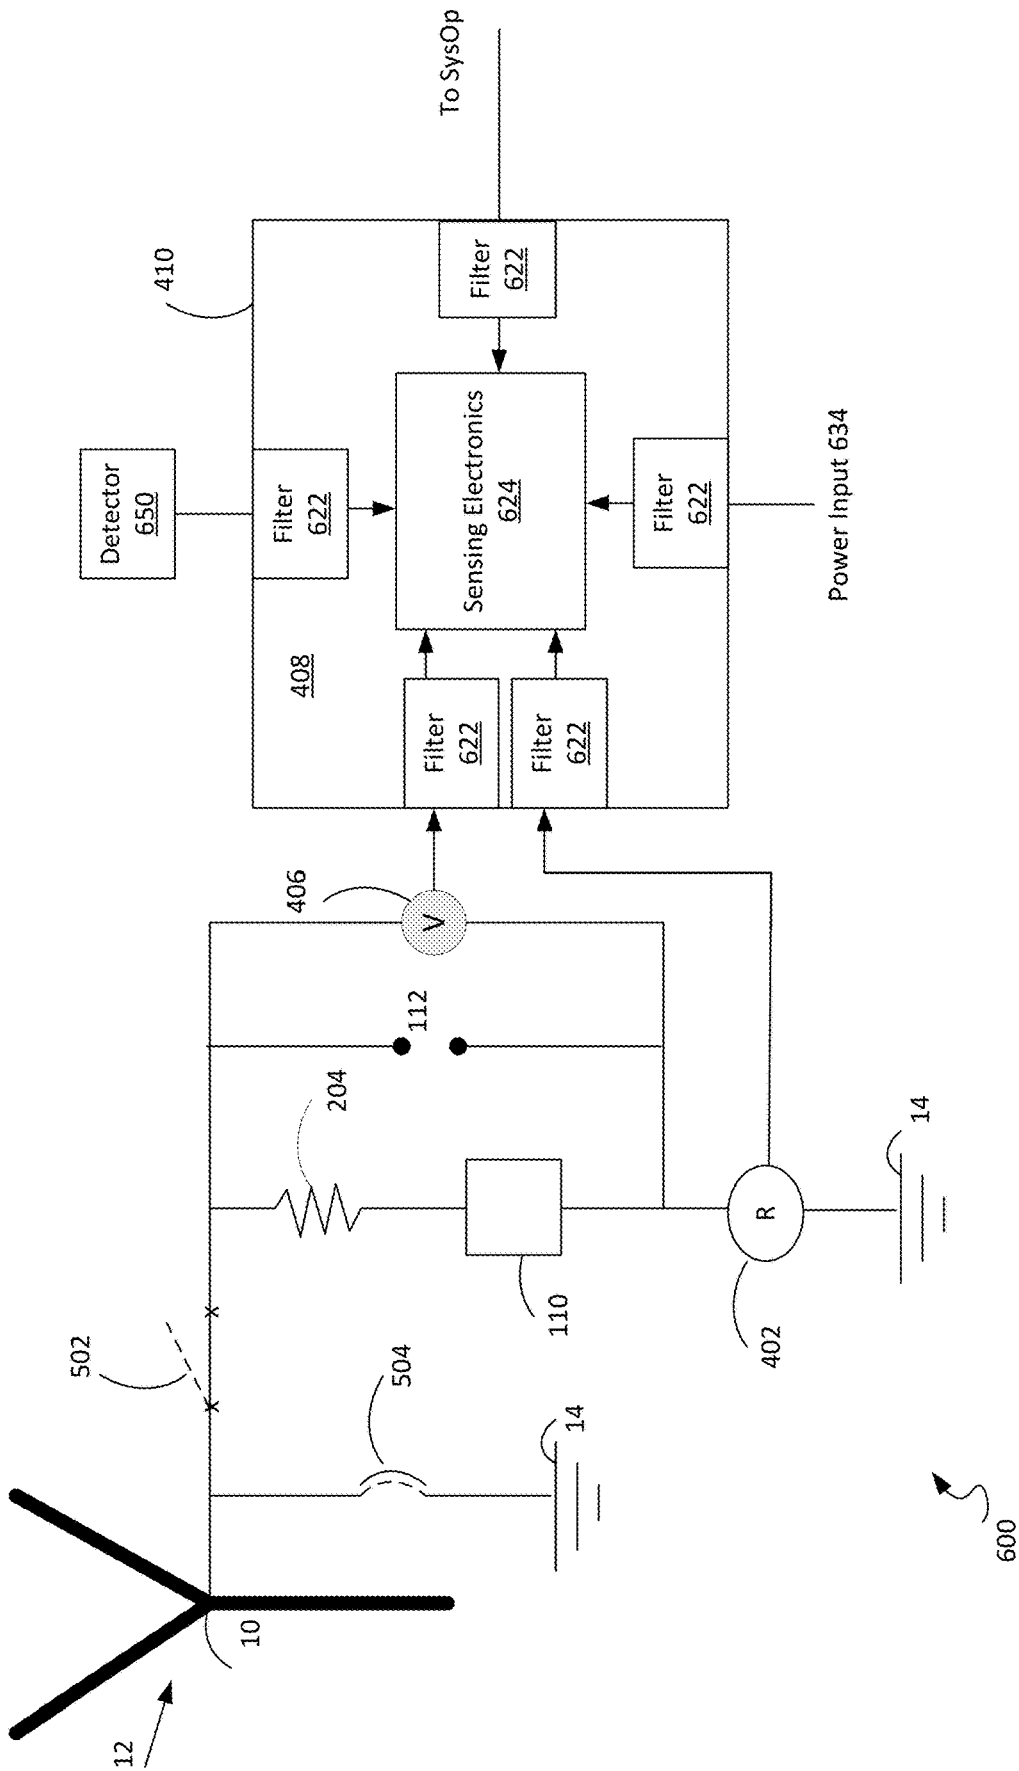 To SysOp
410
Detector
650
Filter
622
Filter
622
Sensing Electronics
624
Filter
622
Power Input 634
408
Filter
622
Filter
622
406
V
112
204
14
R
110
402
502
504
14
10
12
600